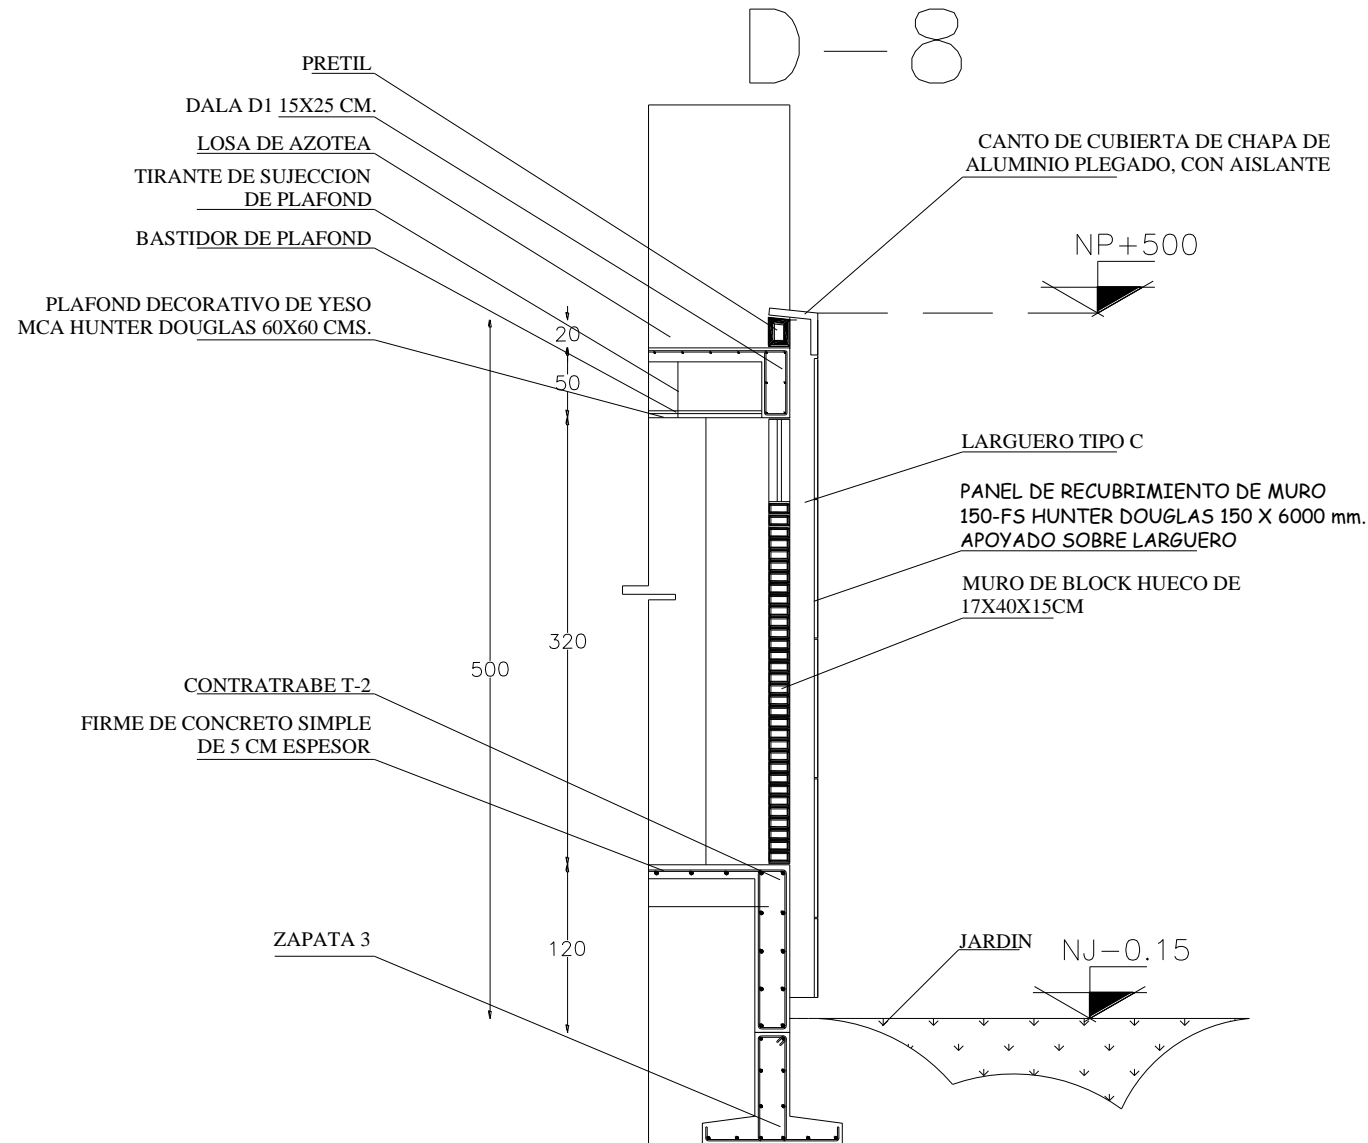 D-8
PRETIL
DALA D1 15X25 CM.
LOSA DE AZOTEA
TIRANTE DE SUJECCION
DE PLAFOND
BASTIDOR DE PLAFOND
PLAFOND DECORATIVO DE YESO
MCA HUNTER DOUGLAS 60X60 CMS.
CANTO DE CUBIERTA DE CHAPA DE
ALUMINIO PLEGADO, CON AISLANTE
NP+500
20
50
LARGUERO TIPO C
PANEL DE RECUBRIMIENTO DE MURO
150-FS HUNTER DOUGLAS 150 X 6000 mm.
APOYADO SOBRE LARGUERO
MURO DE BLOCK HUECO DE
17X40X15CM
320
500
CONTRATRABE T-2
FIRME DE CONCRETO SIMPLE
DE 5 CM ESPESOR
ZAPATA 3
120
JARDIN
NJ-0.15